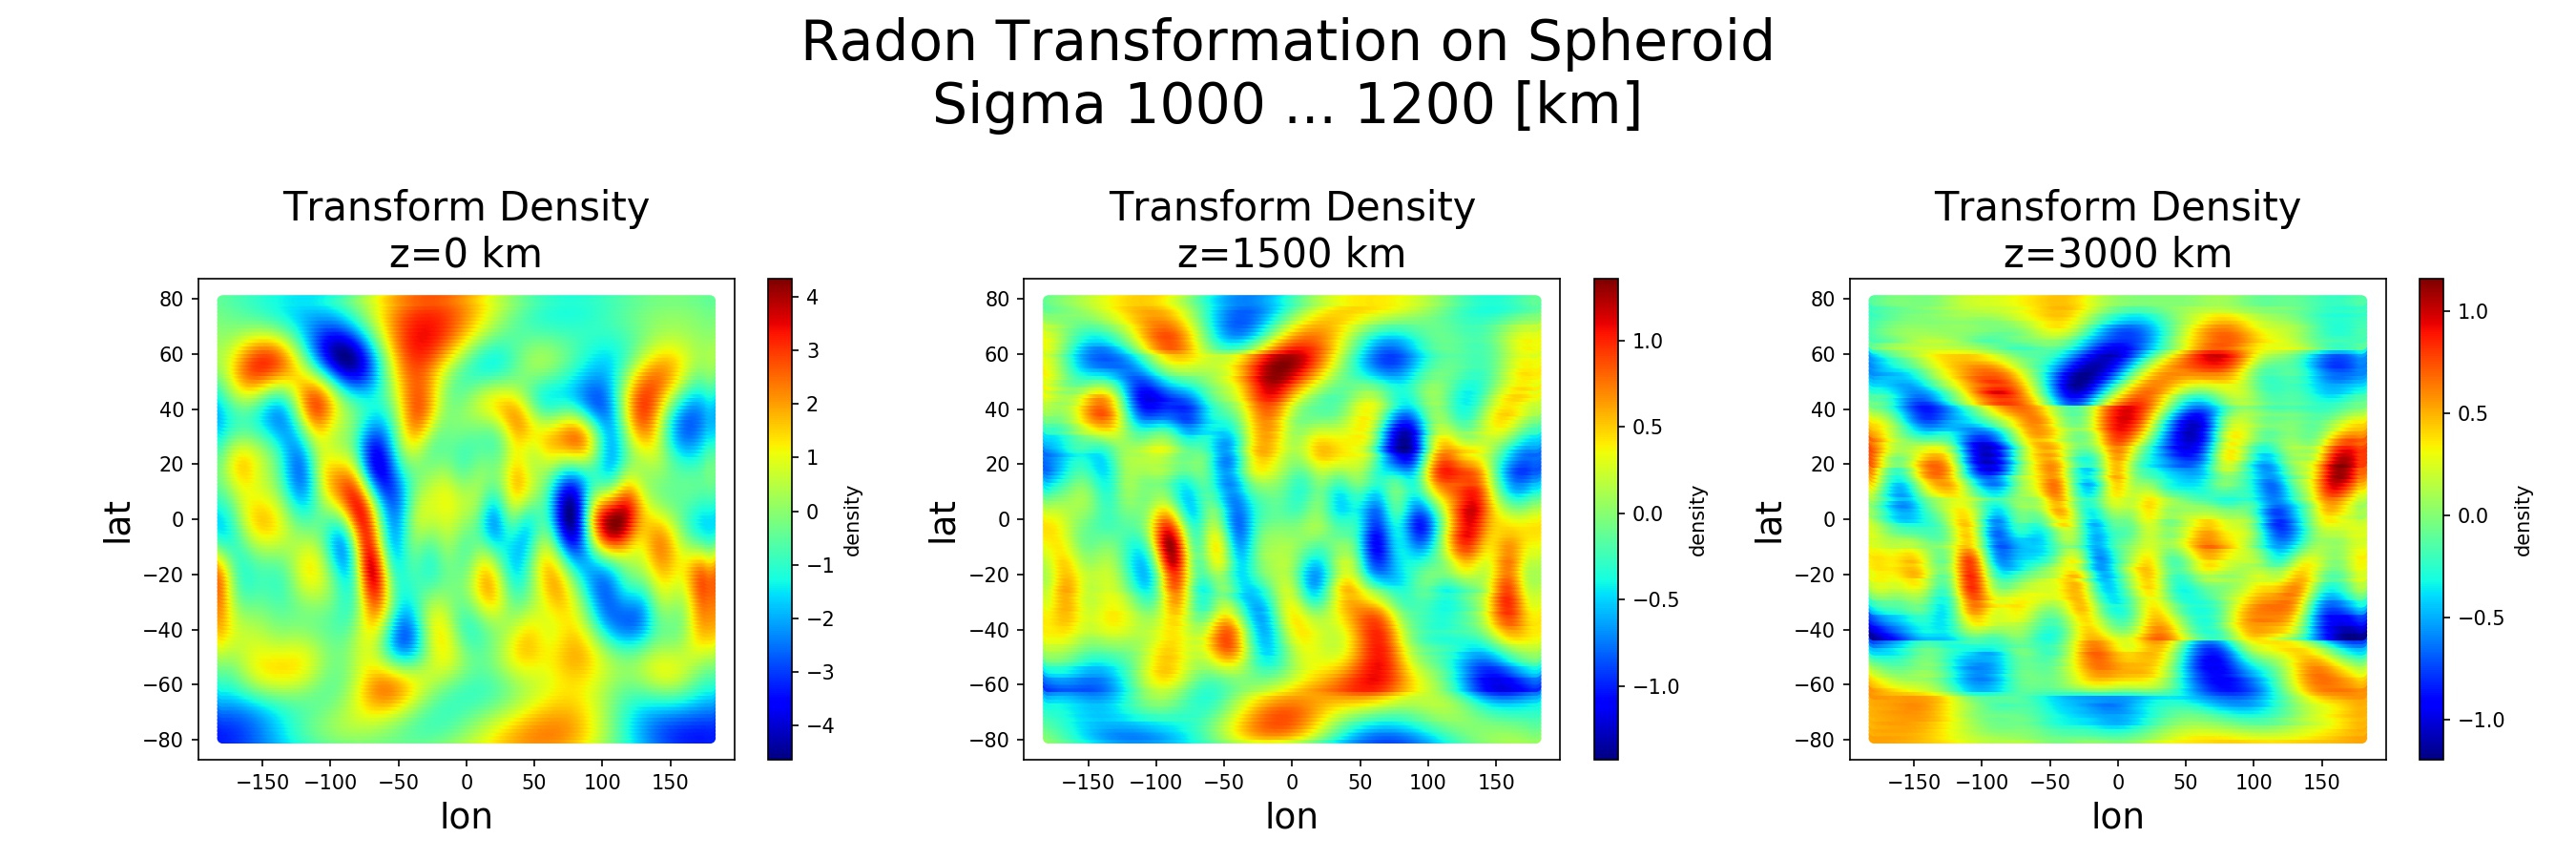 Radon Transformation on Spheroid
Sigma 1000 ... 1200 [km]
Transform Density
z=0 km
80
60
40
20
0
−20
−40
−60
−80
lat
−150 −100 −50 0 50 100 150
lon
4
3
2
1
0
−1
−2
−3
−4
density
Transform Density
z=1500 km
80
60
40
20
0
−20
−40
−60
−80
lat
−150 −100 −50 0 50 100 150
lon
1.0
0.5
0.0
−0.5
−1.0
density
Transform Density
z=3000 km
80
60
40
20
0
−20
−40
−60
−80
lat
−150 −100 −50 0 50 100 150
lon
1.0
0.5
0.0
−0.5
−1.0
density